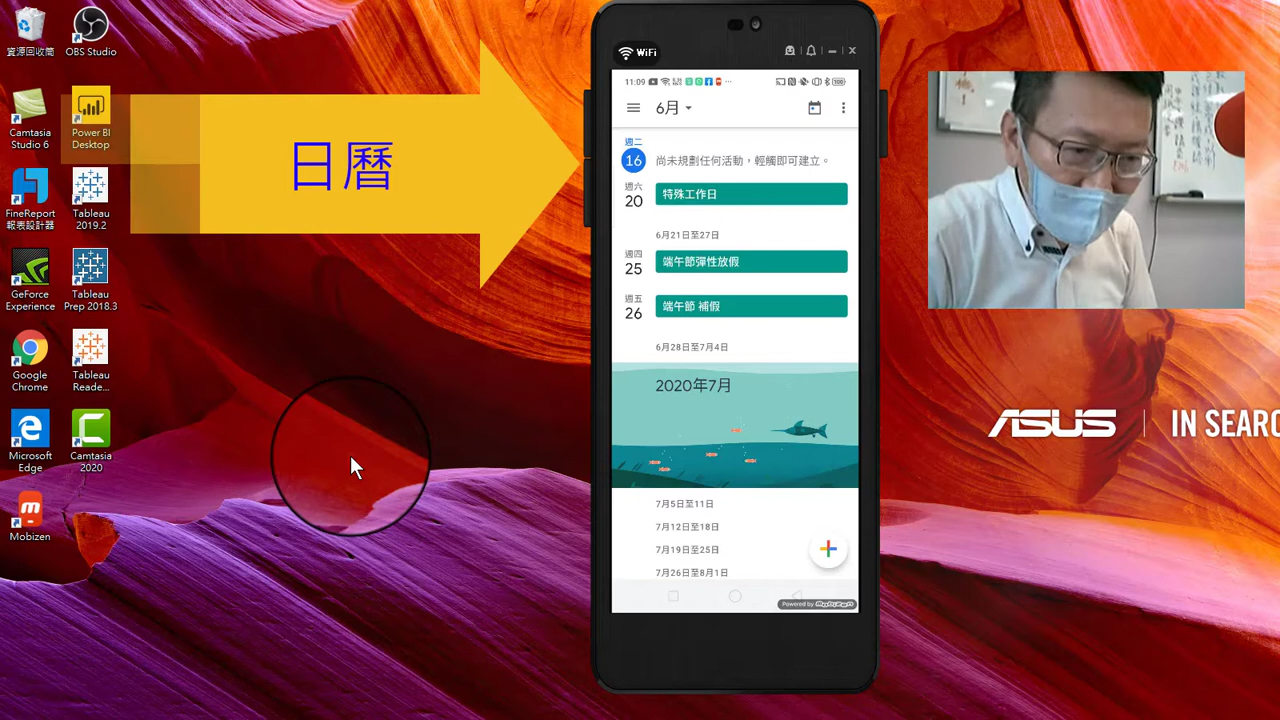 資源回收筒
OBS Studio
Camtasia
Studio 6
Power BI
Desktop
FineReport
報表設計器
Tableau
2019.2
GeForce
Experience
Tableau
Prep 2018.3
Google
Chrome
Tableau
Reade...
Microsoft
Edge
Camtasia
2020
Mobizen
日曆
WiFi
11:09
100
6月
週二
16
尚未規劃任何活動，輕觸即可建立。
週六
20
特殊工作日
6月21日至27日
週四
25
端午節彈性放假
週五
26
端午節 補假
6月28日至7月4日
2020年7月
7月5日至11日
7月12日至18日
7月19日至25日
7月26日至8月1日
Powered by
ASUS
IN SEARC